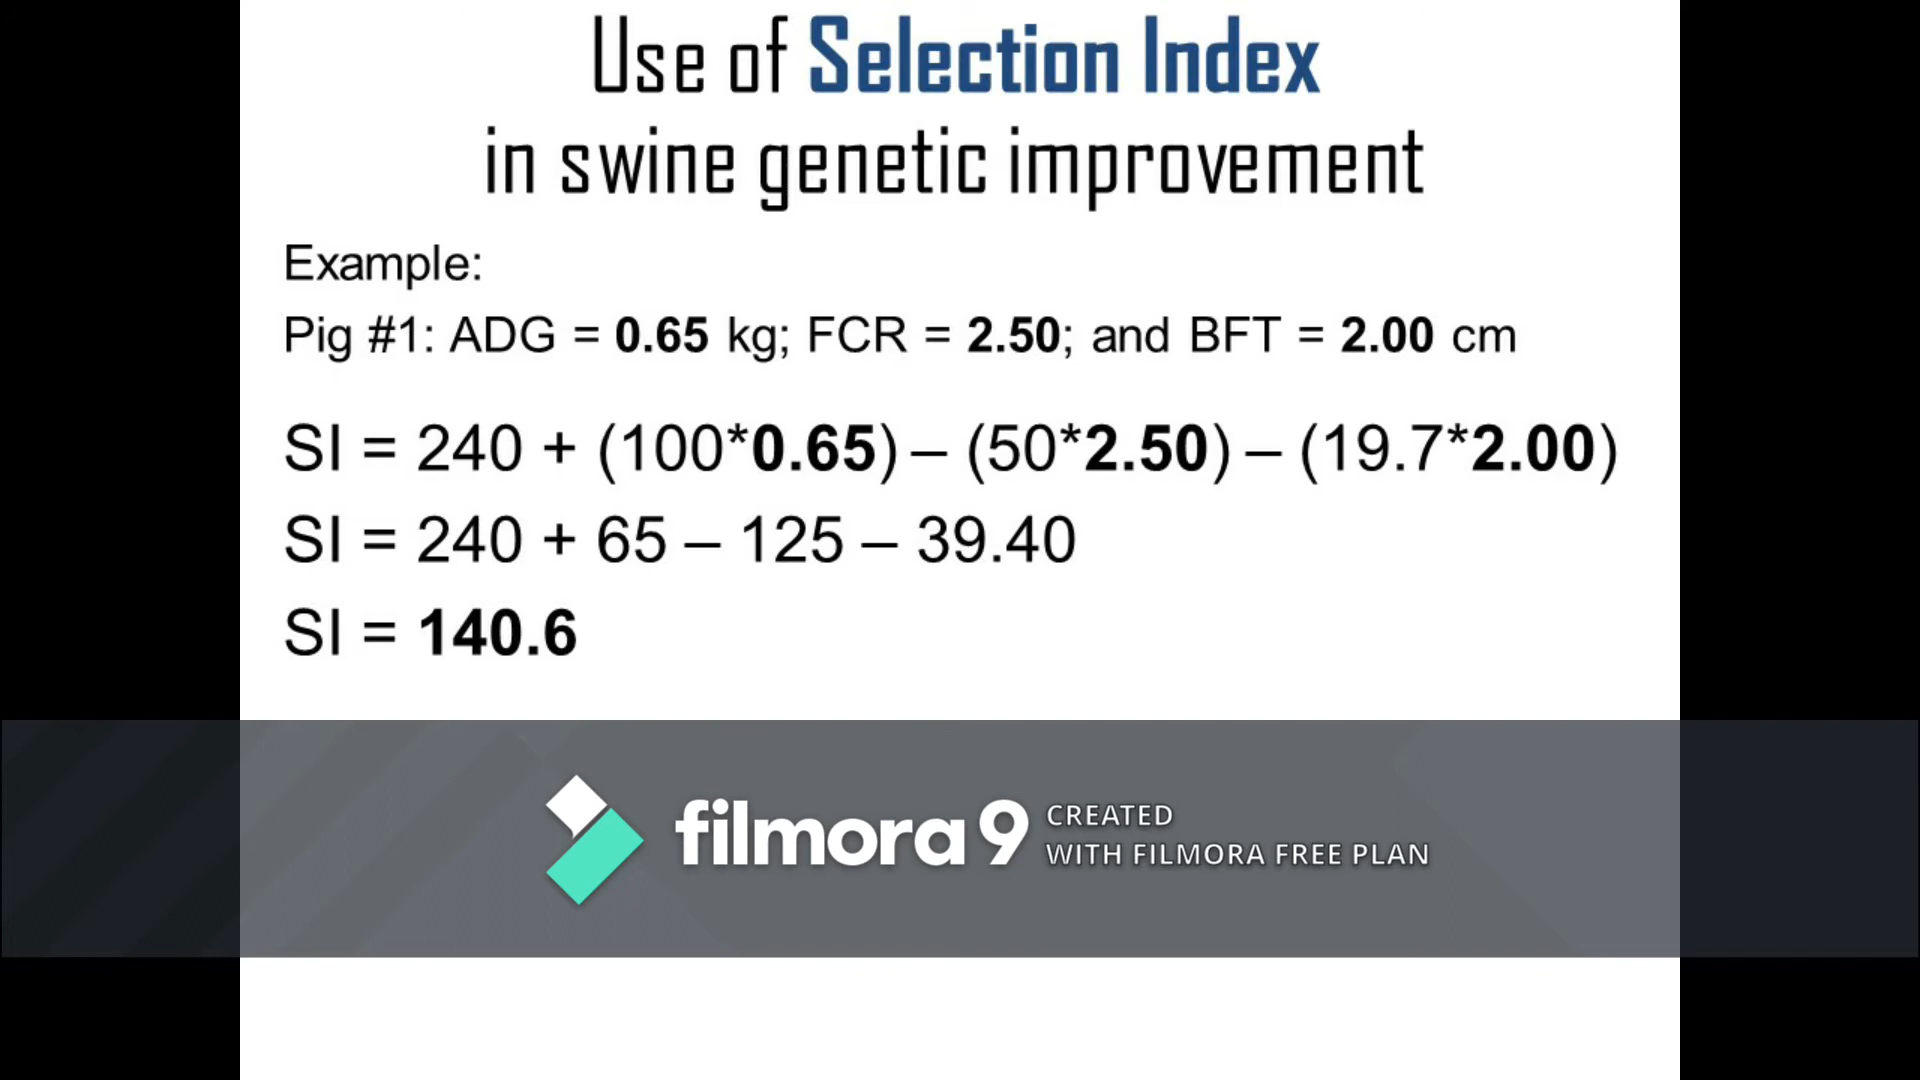 Use of Selection Index
in swine genetic improvement
Example:
Pig #1: ADG = 0.65 kg; FCR = 2.50; and BFT = 2.00 cm
SI = 240 + (100*0.65) – (50*2.50) – (19.7*2.00)
SI = 240 + 65 – 125 – 39.40
SI = 140.6
filmora 9
CREATED
WITH FILMORA FREE PLAN